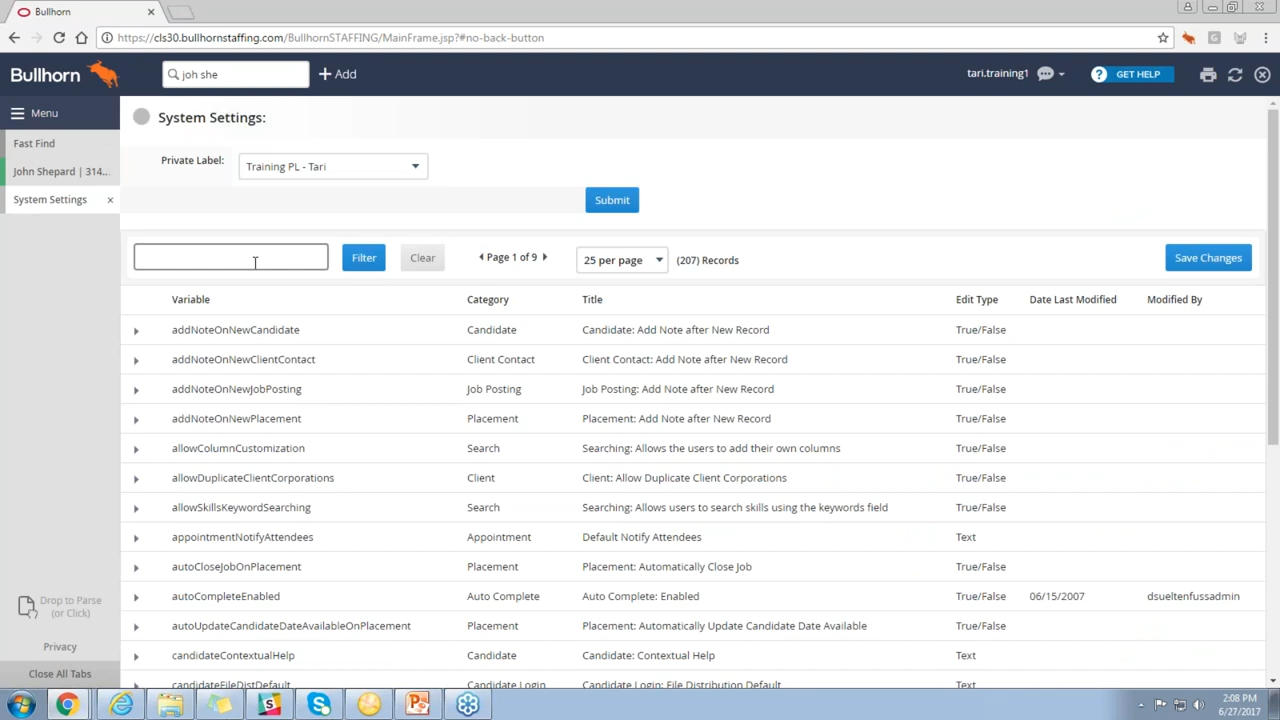 Bullhorn
https://cls30.bullhornstaffing.com/BullhornSTAFFING/MainFrame.jsp?#no-back-button
Bullhorn
joh she
Add
tari.training1
? GET HELP
Menu
Fast Find
John Shepard | 314...
System Settings
System Settings:
Private Label:
Training PL - Tari
Submit
Filter
Clear
Page 1 of 9
25 per page
(207) Records
Save Changes
Variable Category Title Edit Type Date Last Modified Modified By
addNoteOnNewCandidate Candidate Candidate: Add Note after New Record True/False
addNoteOnNewClientContact Client Contact Client Contact: Add Note after New Record True/False
addNoteOnNewJobPosting Job Posting Job Posting: Add Note after New Record True/False
addNoteOnNewPlacement Placement Placement: Add Note after New Record True/False
allowColumnCustomization Search Searching: Allows the users to add their own columns True/False
allowDuplicateClientCorporations Client Client: Allow Duplicate Client Corporations True/False
allowSkillsKeywordSearching Search Searching: Allows users to search skills using the keywords field True/False
appointmentNotifyAttendees Appointment Default Notify Attendees Text
autoCloseJobOnPlacement Placement Placement: Automatically Close Job True/False
autoCompleteEnabled Auto Complete Auto Complete: Enabled True/False 06/15/2007 dsueltenfussadmin
autoUpdateCandidateDateAvailableOnPlacement Placement Placement: Automatically Update Candidate Date Available True/False
candidateContextualHelp Candidate Candidate: Contextual Help Text
candidateFileDistDefault Candidate Login Candidate Login: File Distribution Default Text
Drop to Parse
(or Click)
Privacy
Close All Tabs
2:08 PM
6/27/2017